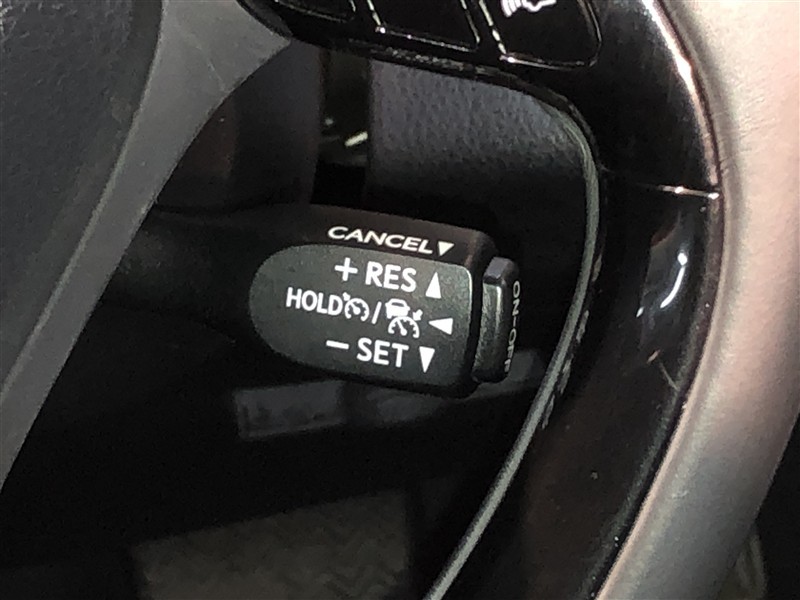 CANCEL▼
+ RES ▲
HOLD / ◄
− SET ▼
ON-OFF